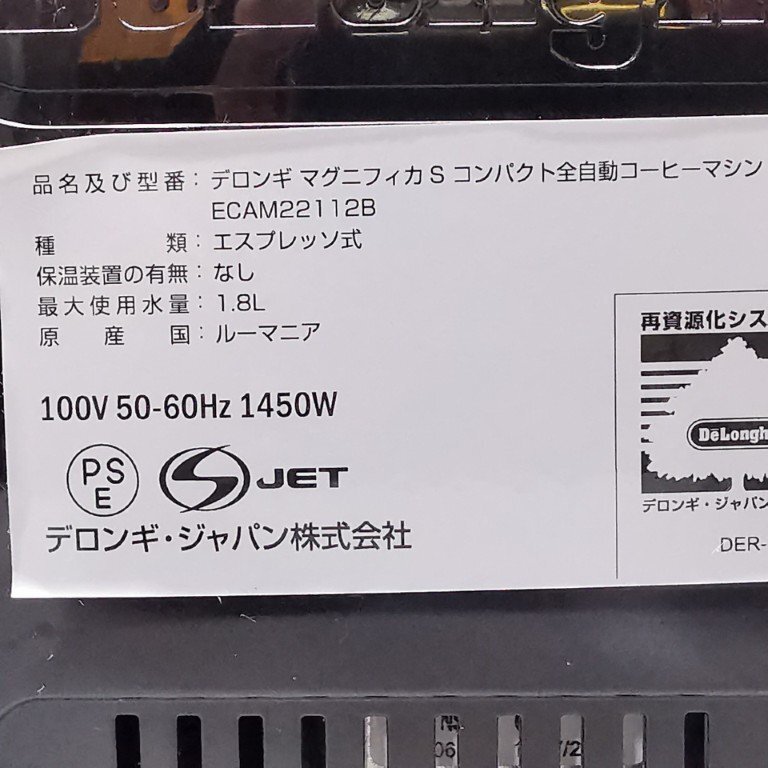 品名及び型番：デロンギ マグニフィカS コンパクト全自動コーヒーマシン
ECAM22112B
種類：エスプレッソ式
保温装置の有無：なし
最大使用水量：1.8L
原産国：ルーマニア
100V 50-60Hz 1450W
PSE
S JET
デロンギ・ジャパン株式会社
再資源化シス
DeLongh
デロンギ・ジャパン
DER-
06